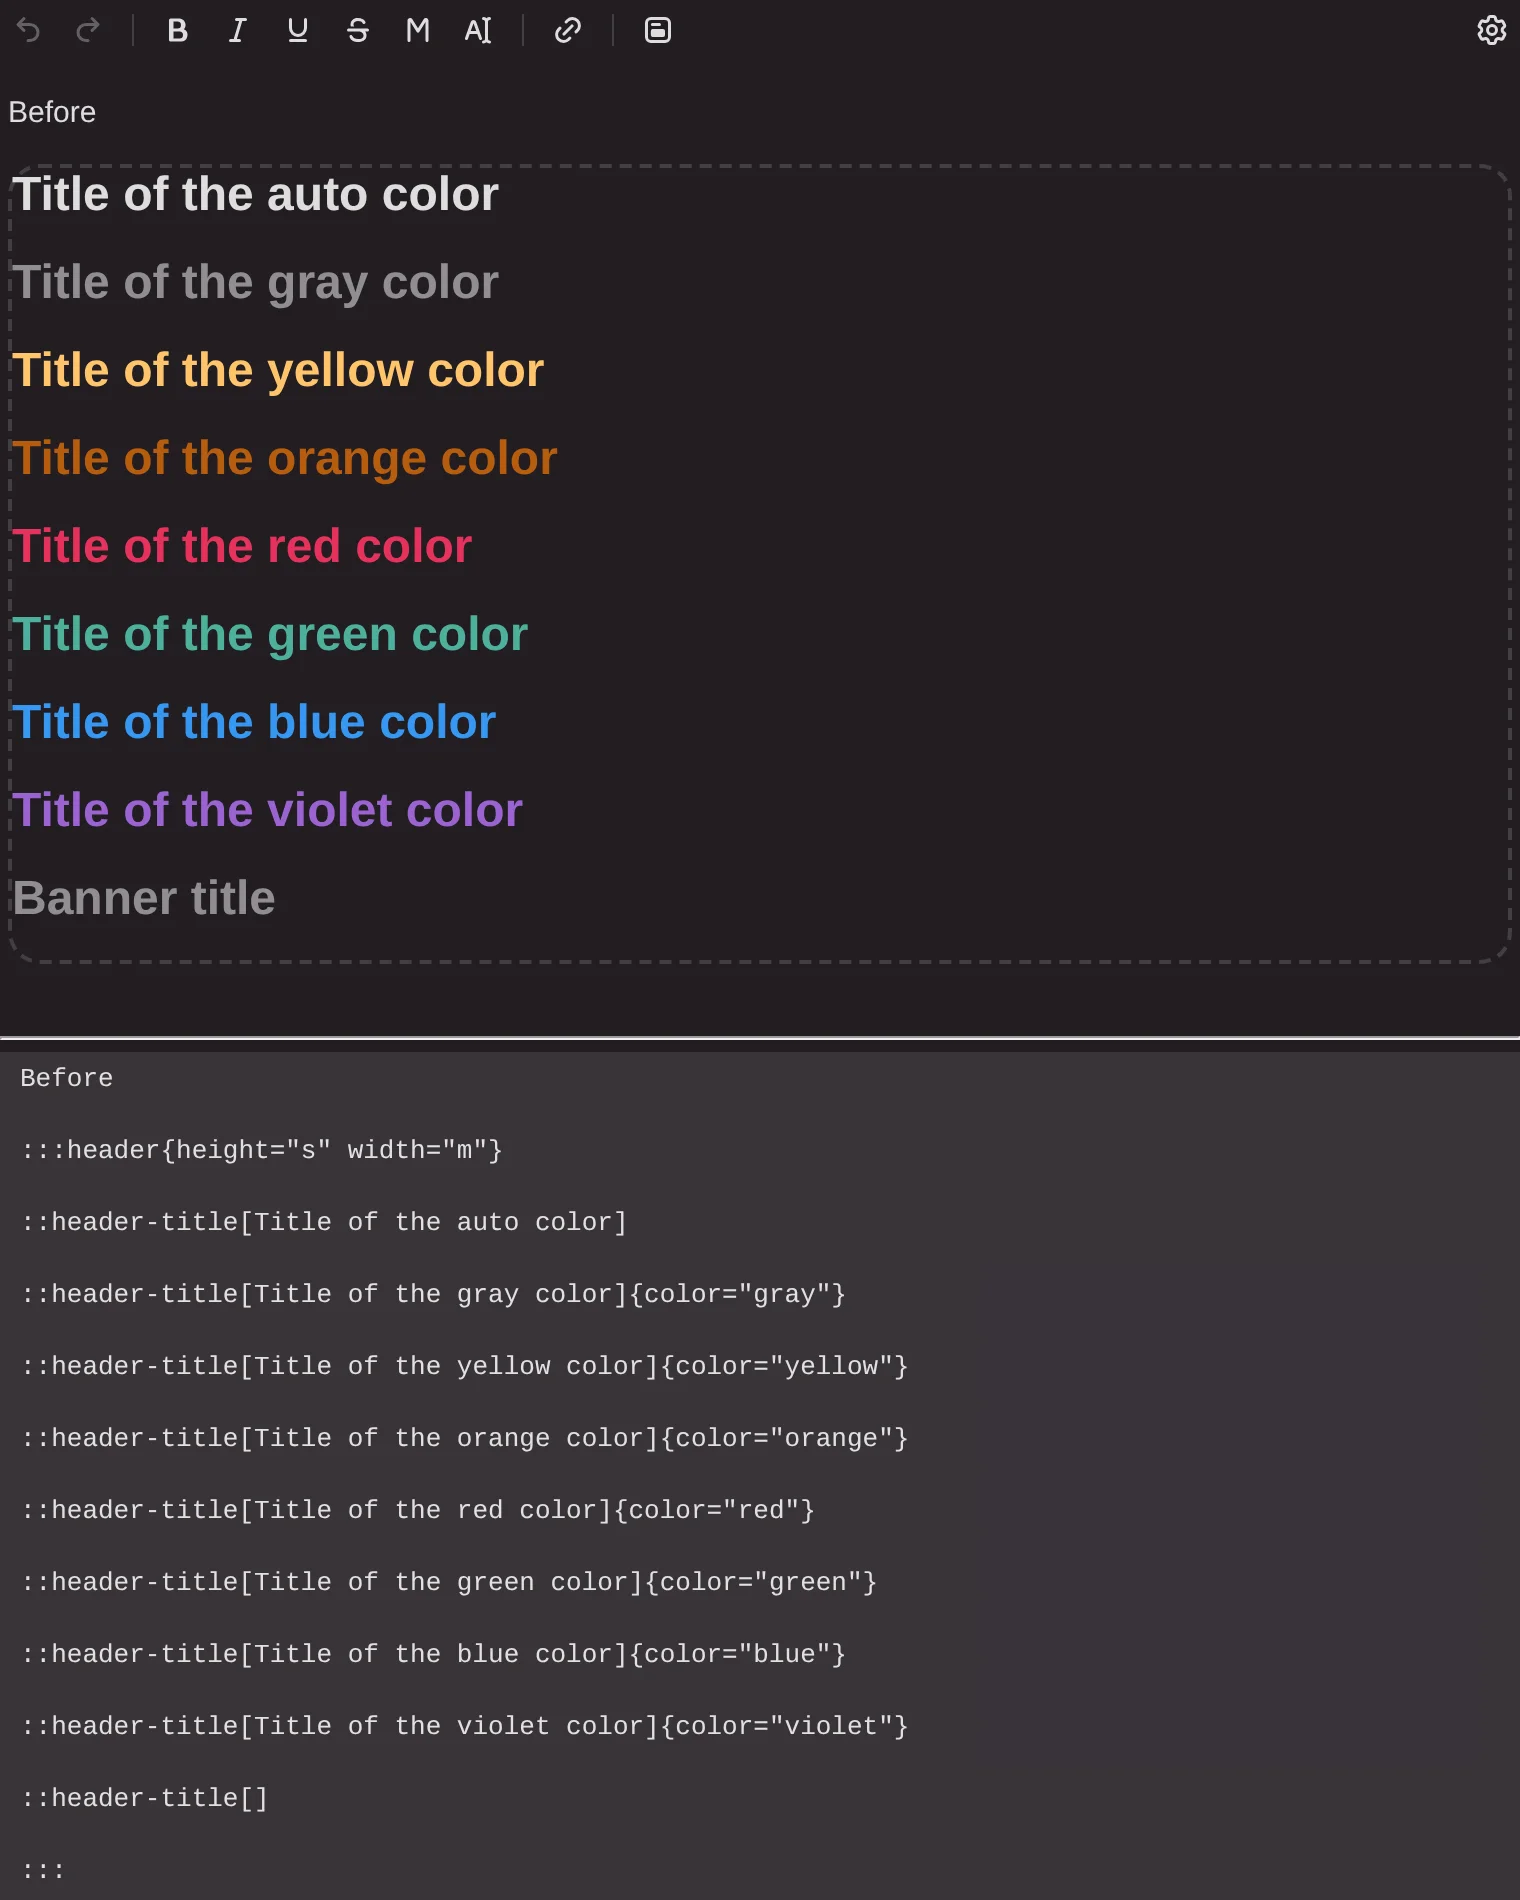 Before
Title of the auto color
Title of the gray color
Title of the yellow color
Title of the orange color
Title of the red color
Title of the green color
Title of the blue color
Title of the violet color
Banner title
Before
:::header{height="s" width="m"}
::header-title[Title of the auto color]
::header-title[Title of the gray color]{color="gray"}
::header-title[Title of the yellow color]{color="yellow"}
::header-title[Title of the orange color]{color="orange"}
::header-title[Title of the red color]{color="red"}
::header-title[Title of the green color]{color="green"}
::header-title[Title of the blue color]{color="blue"}
::header-title[Title of the violet color]{color="violet"}
::header-title[]
:::